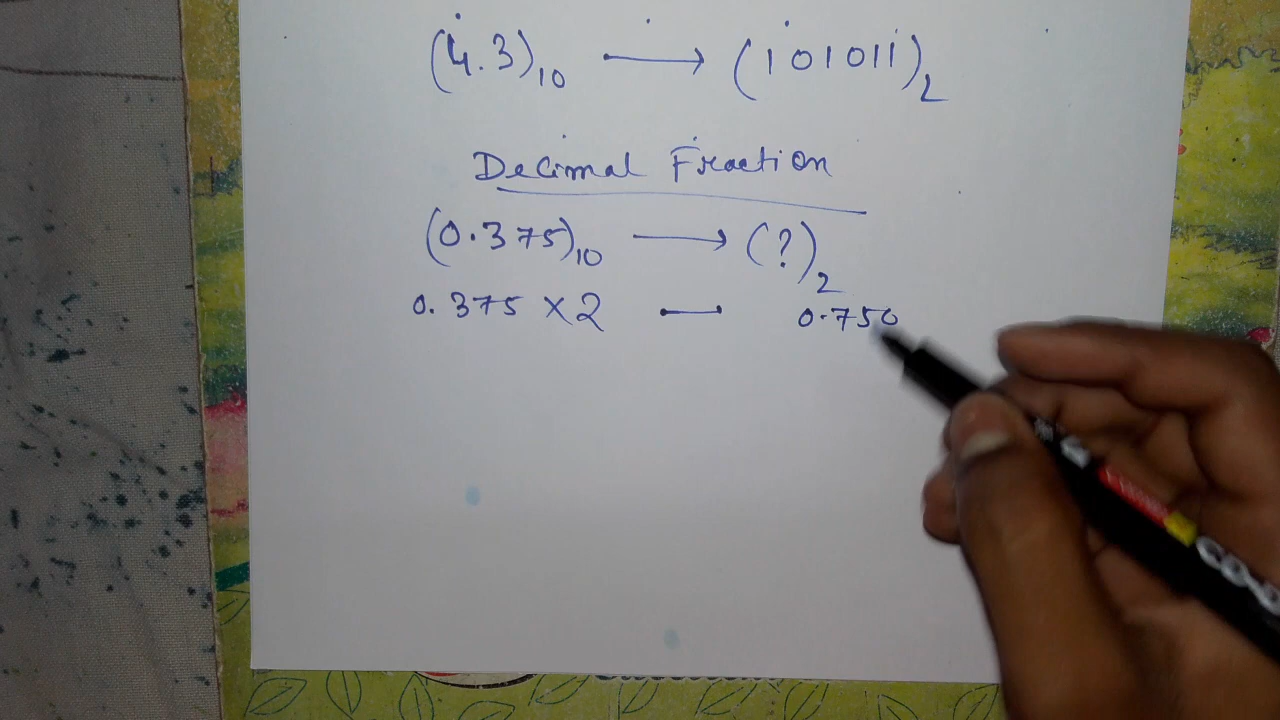 (4.3)10 → (101011)2
Decimal Fraction
(0.375)10 → (?)2
0.375 × 2 — 0.750